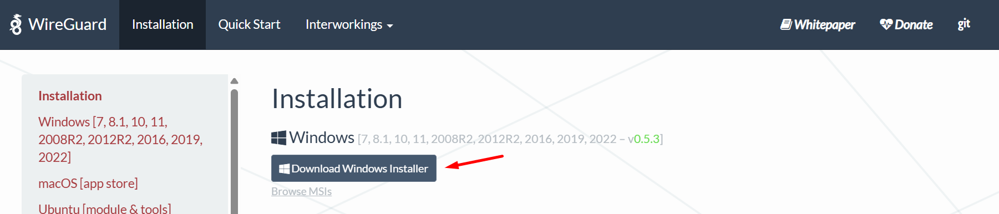 WireGuard Installation Quick Start Interworkings Whitepaper Donate git
Installation
Windows [7, 8.1, 10, 11,
2008R2, 2012R2, 2016, 2019,
2022]
macOS [app store]
Ubuntu [module & tools]
Installation
Windows [7, 8.1, 10, 11, 2008R2, 2012R2, 2016, 2019, 2022 – v0.5.3]
Download Windows Installer
Browse MSIs